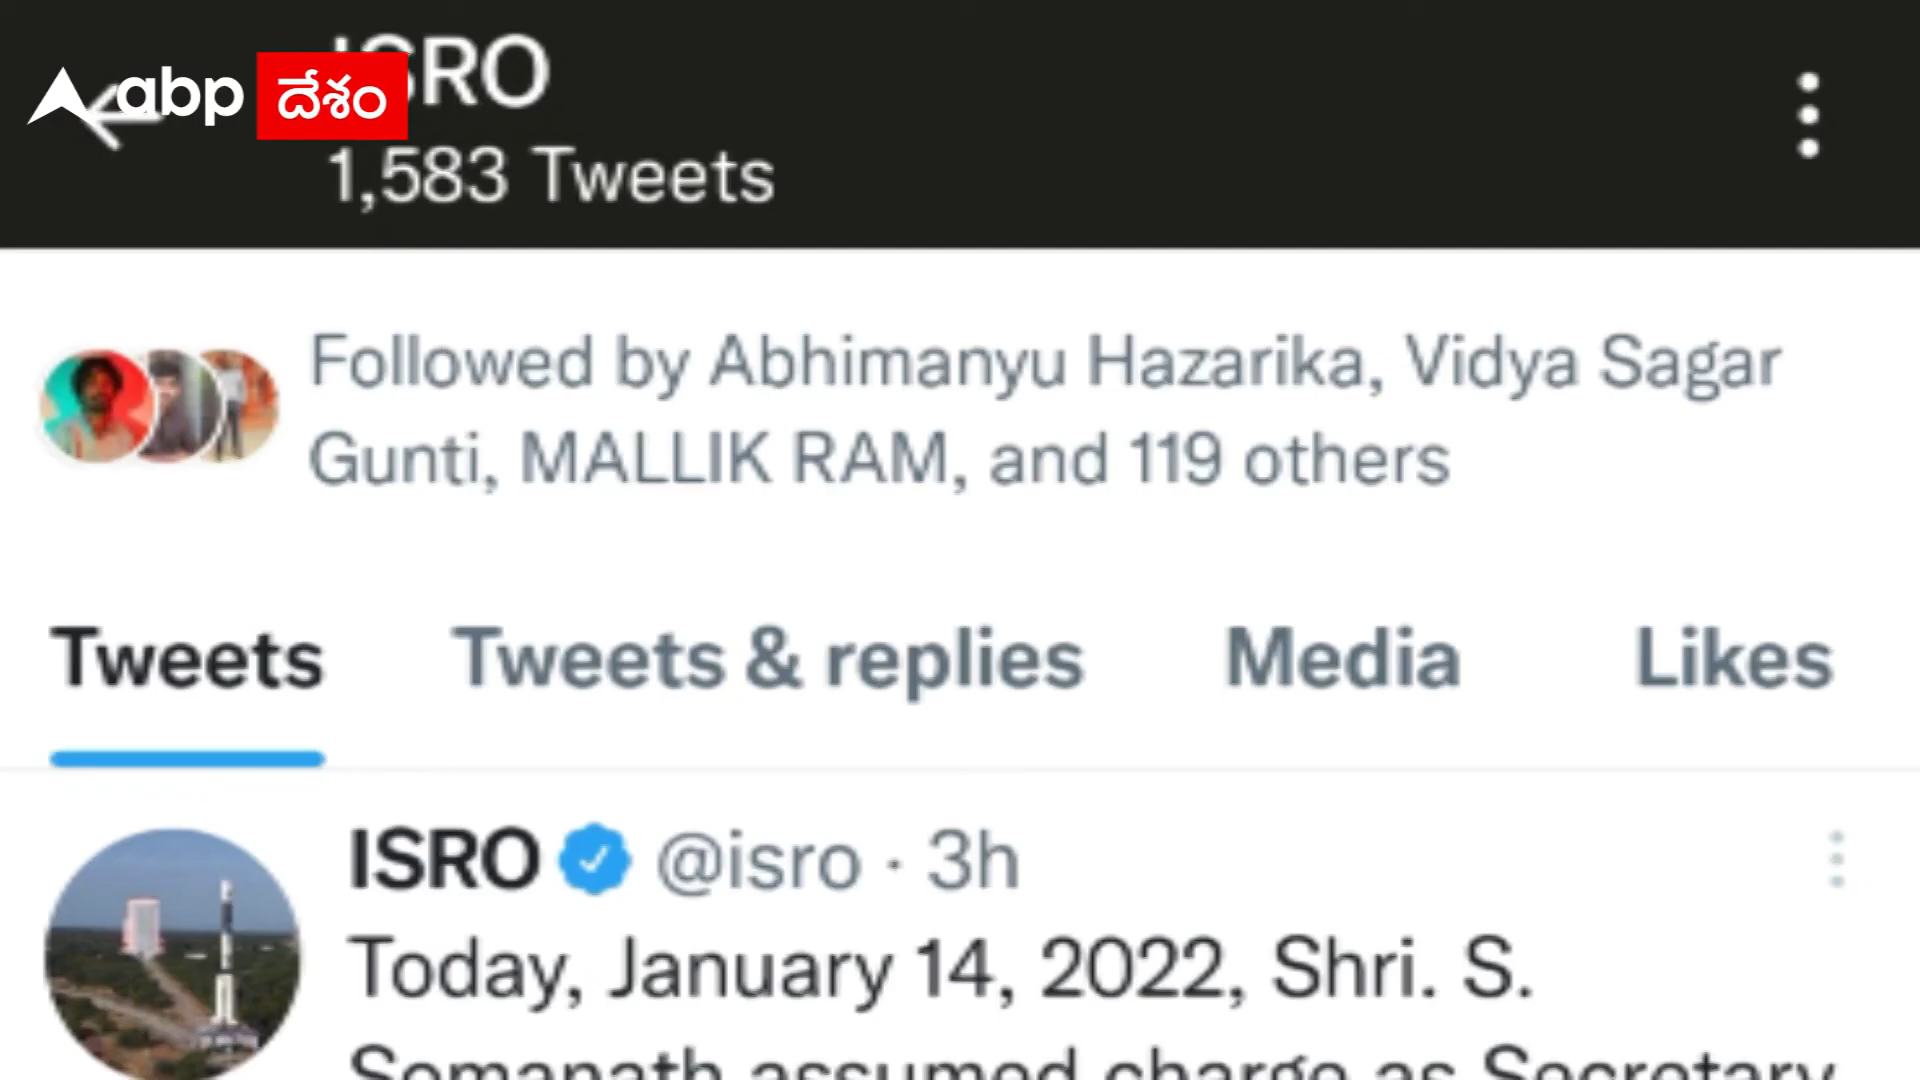 abp దేశం
ISRO
1,583 Tweets
Followed by Abhimanyu Hazarika, Vidya Sagar
Gunti, MALLIK RAM, and 119 others
Tweets Tweets & replies Media Likes
ISRO @isro · 3h
Today, January 14, 2022, Shri. S.
Somanath assumed charge as Secretary